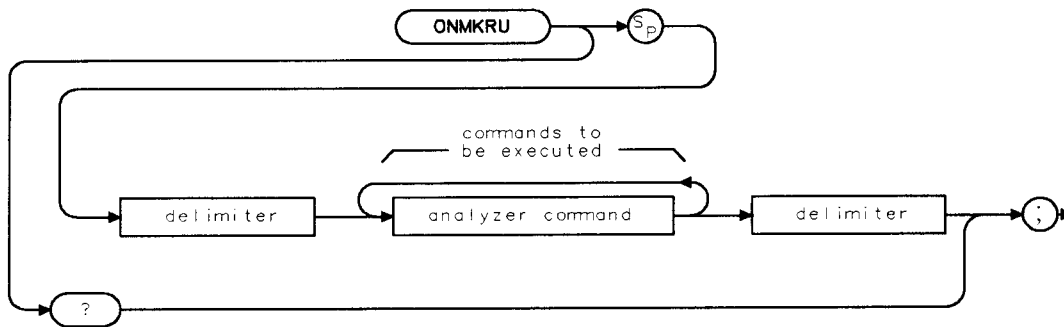 ONMKRU
SP
commands to
be executed
delimiter
analyzer command
delimiter
;
?